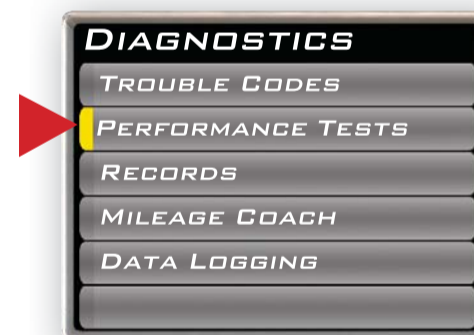 DIAGNOSTICS
TROUBLE CODES
PERFORMANCE TESTS
RECORDS
MILEAGE COACH
DATA LOGGING